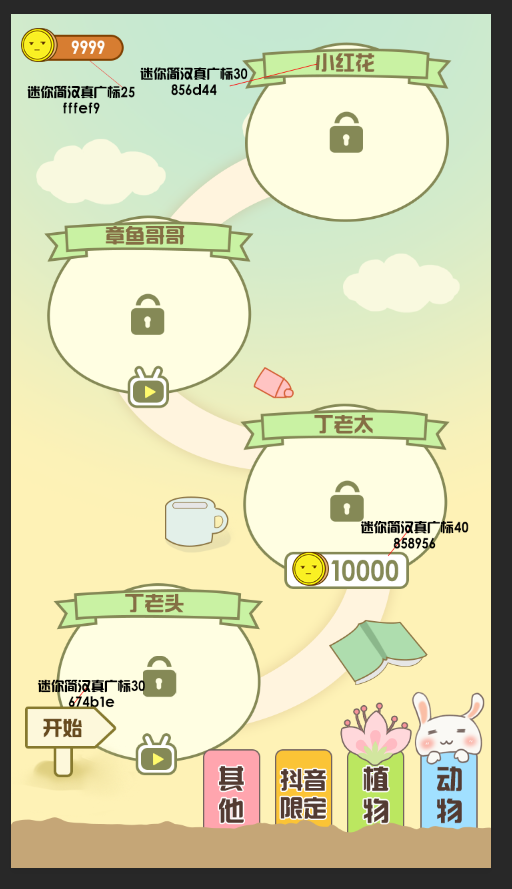 9999
迷你简汉真广标25
fffef9
迷你简汉真广标30
856d44
小红花
章鱼哥哥
丁老太
迷你简汉真广标40
858956
10000
丁老头
迷你简汉真广标30
674b1e
开始
其他
抖音限定
植物
动物